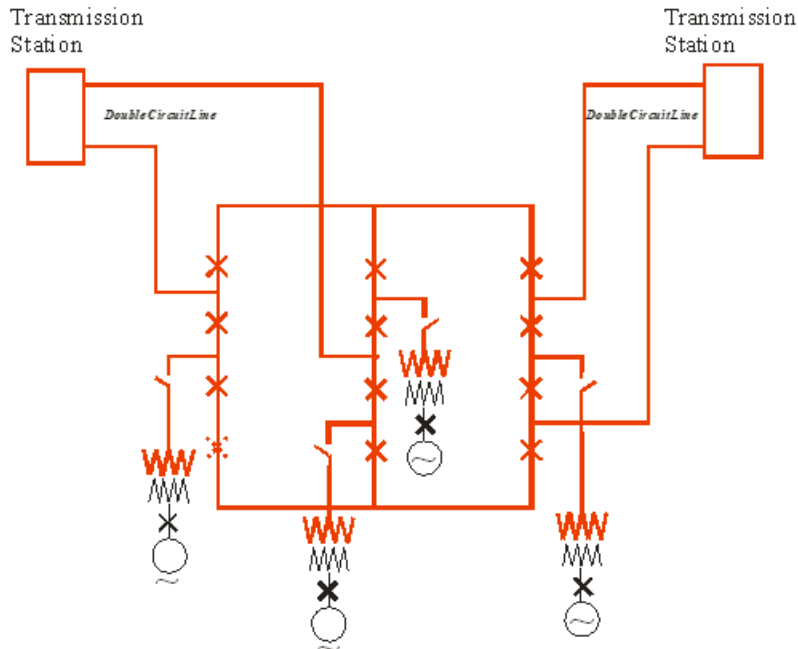 Transmission
Station
Transmission
Station
DoubleCircuitLine
DoubleCircuitLine